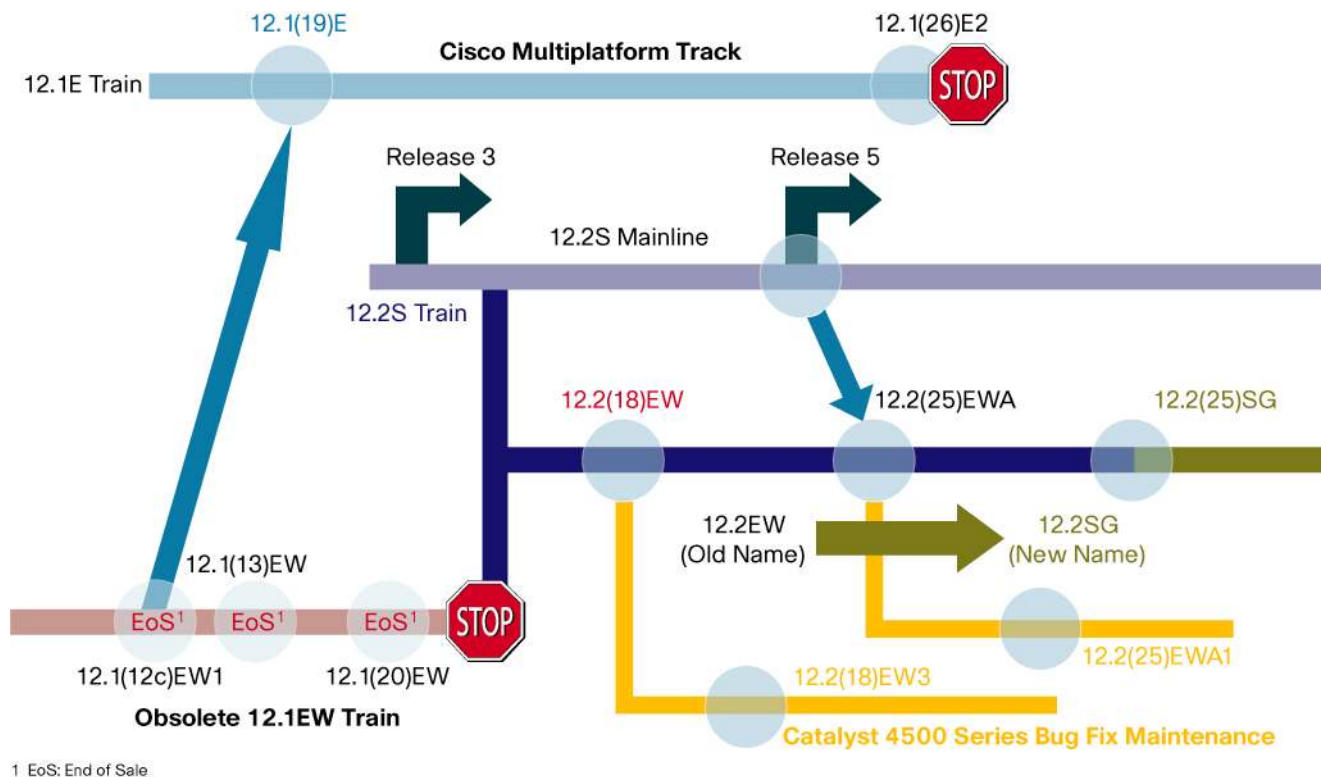 12.1(19)E
12.1(26)E2
Cisco Multiplatform Track
12.1E Train
STOP
Release 3
Release 5
12.2S Mainline
12.2S Train
12.2(18)EW
12.2(25)EWA
12.2(25)SG
12.2EW
(Old Name)
12.2SG
(New Name)
12.1(13)EW
EoS1
EoS1
EoS1
STOP
12.1(12c)EW1
12.1(20)EW
12.2(25)EWA1
12.2(18)EW3
Obsolete 12.1EW Train
Catalyst 4500 Series Bug Fix Maintenance
1 EoS: End of Sale